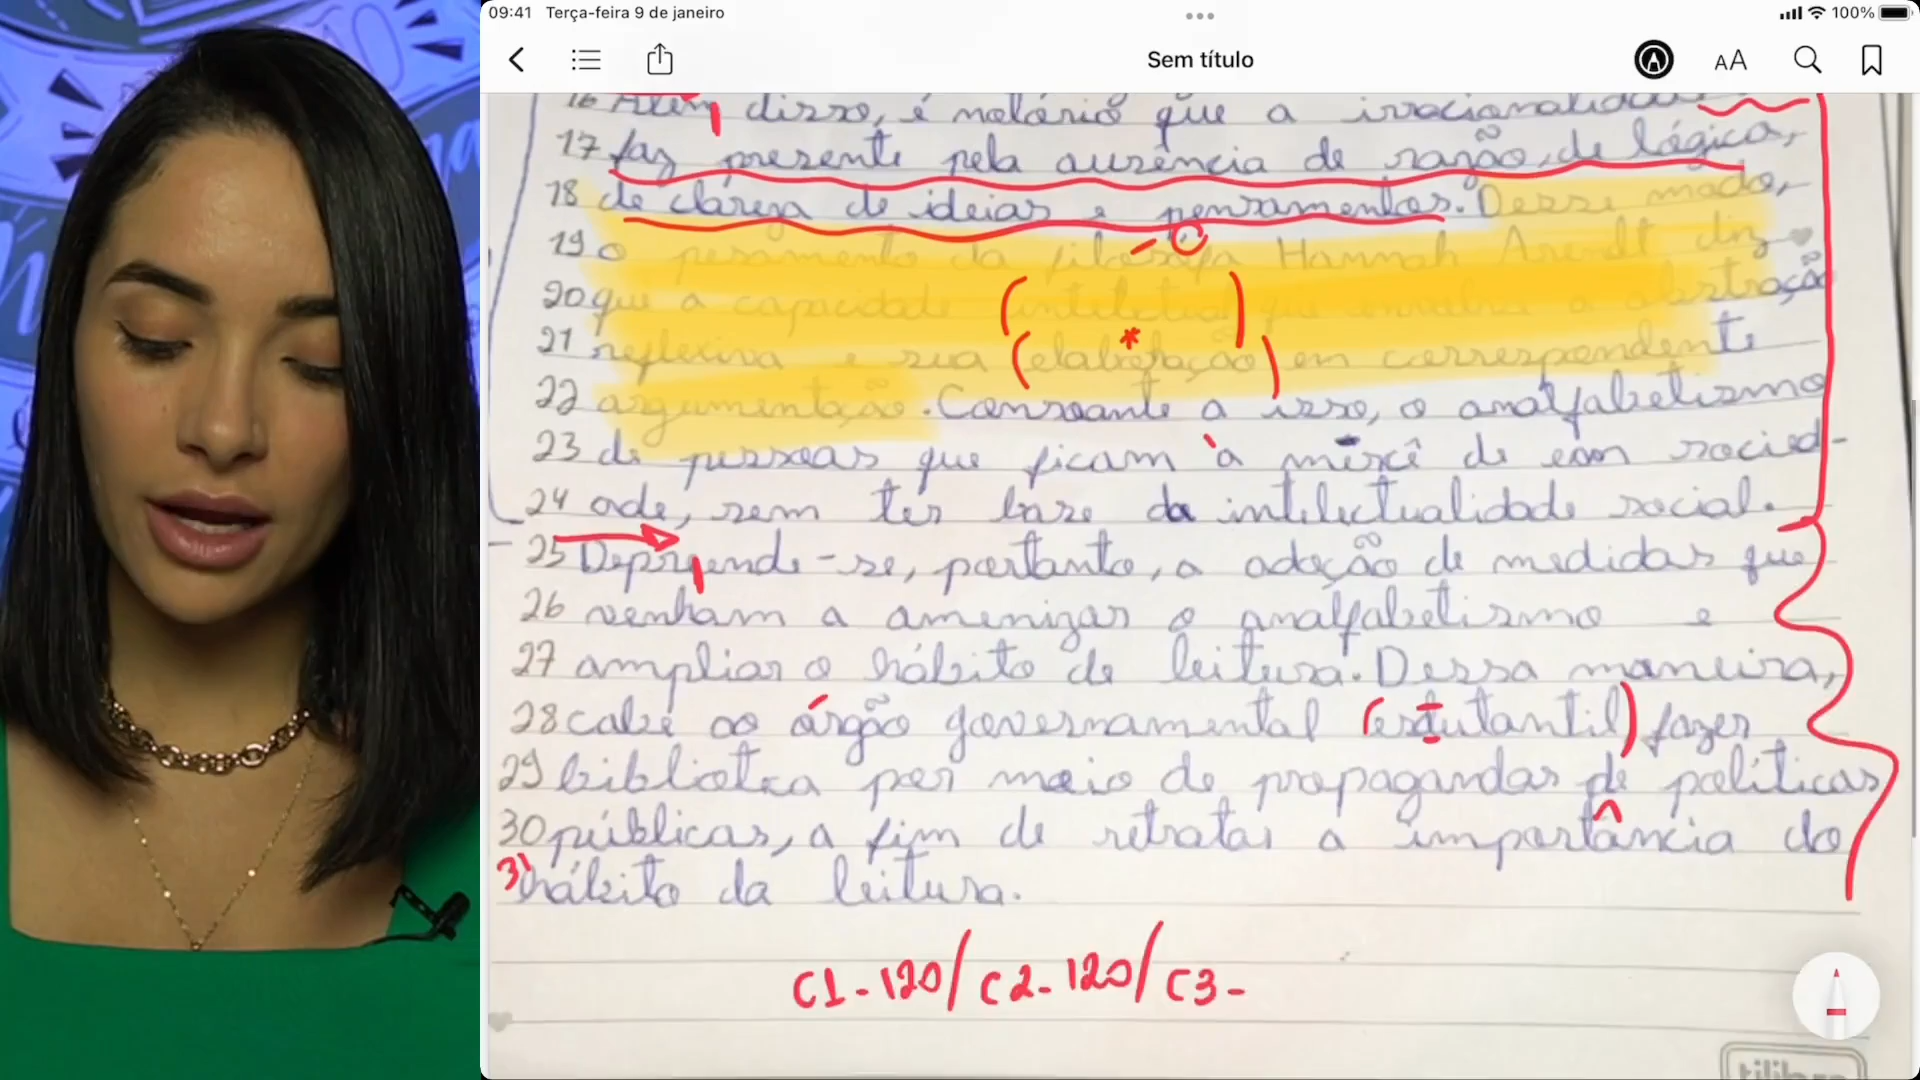 09:41 Terça-feira 9 de janeiro
100%
Sem título
AA
16 Além disso, é notório que a irracionalidade
17 faz presente pela ausência de razão, de lógica,
18 de clareza de ideias e pensamentos. Desse modo,
19 o pesamento da filósofa Hannah Arendt diz
20 que a capacidade intelectual que envolve a abstração
21 reflexiva e sua elaboração em correspondente
22 argumentação. Consoante a isso, o analfabetismo
23 de pessoas que ficam à mercê de eam socied-
24 ade, sem ter base da intelectualidade social.
25 Depreende-se, portanto, a adoção de medidas que
26 venham a amenizar o analfabetismo e
27 ampliar o hábito de leitura. Dessa maneira,
28 cabe ao órgão governamental (estutantil) fazer
29 biblioteca por meio de propagandas de políticas
30 públicas, a fim de retratar a importância do
31 hábito da leitura.
C1-120/C2-120/C3-
tilibra